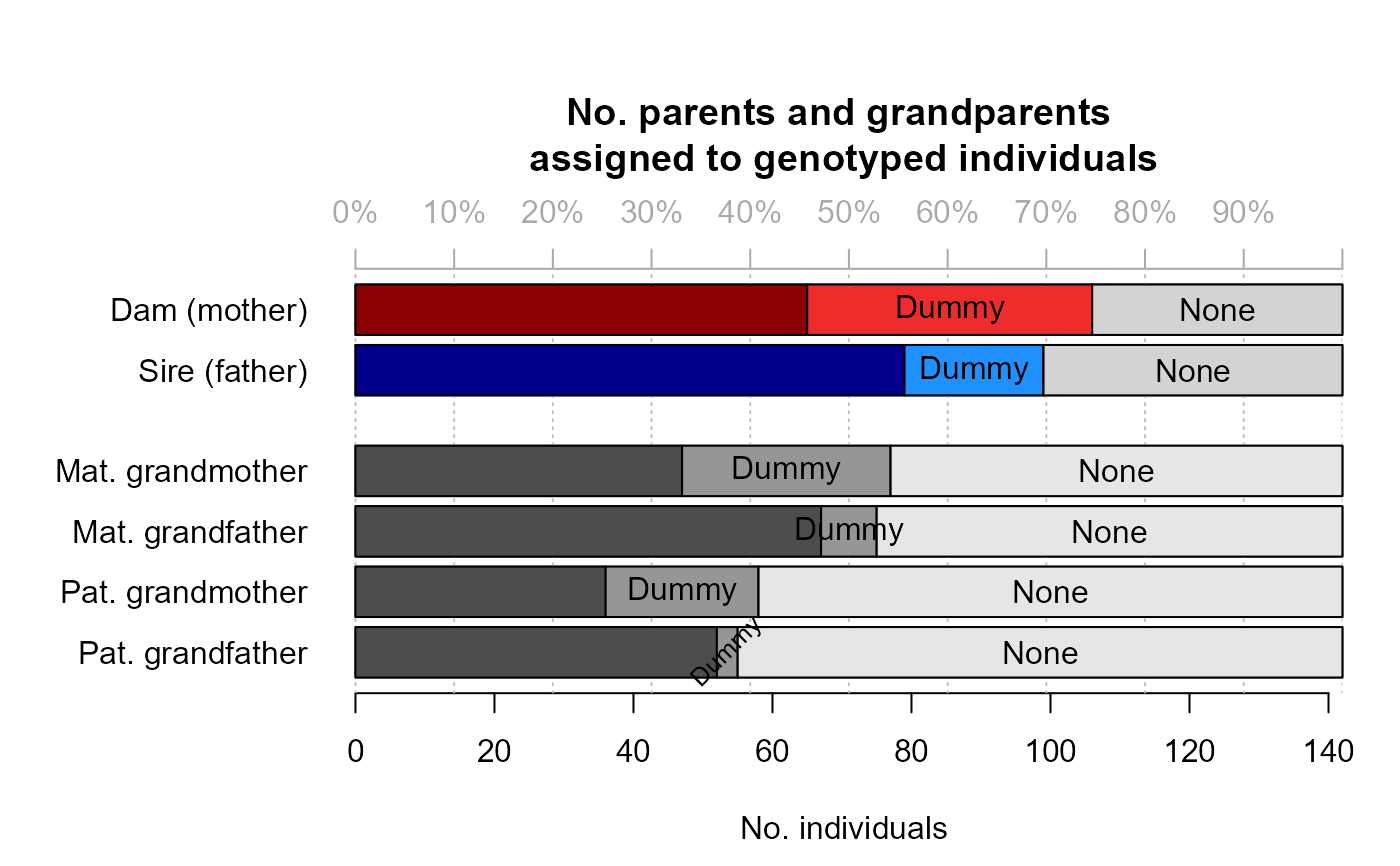 No. parents and grandparents
assigned to genotyped individuals
0% 10% 20% 30% 40% 50% 60% 70% 80% 90%
Dam (mother) Dummy None
Sire (father) Dummy None
Mat. grandmother Dummy None
Mat. grandfather Dummy None
Pat. grandmother Dummy None
Pat. grandfather Dummy None
0 20 40 60 80 100 120 140
No. individuals